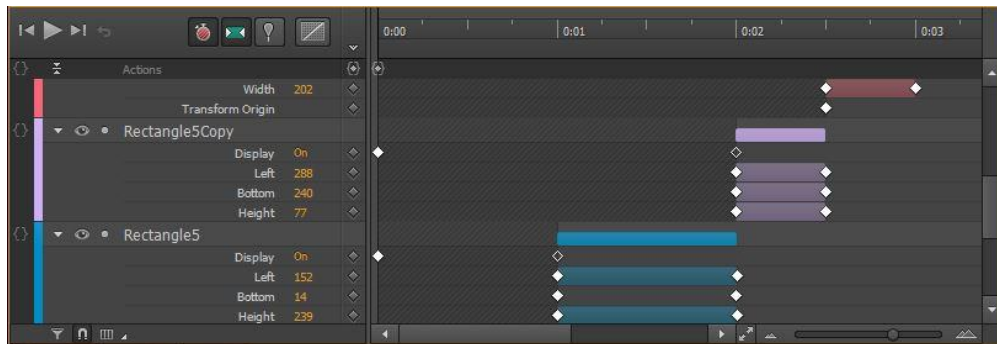 0:00 0:01 0:02 0:03
Actions
Width 202
Transform Origin
Rectangle5Copy
Display On
Left 288
Bottom 240
Height 77
Rectangle5
Display On
Left 152
Bottom 14
Height 239